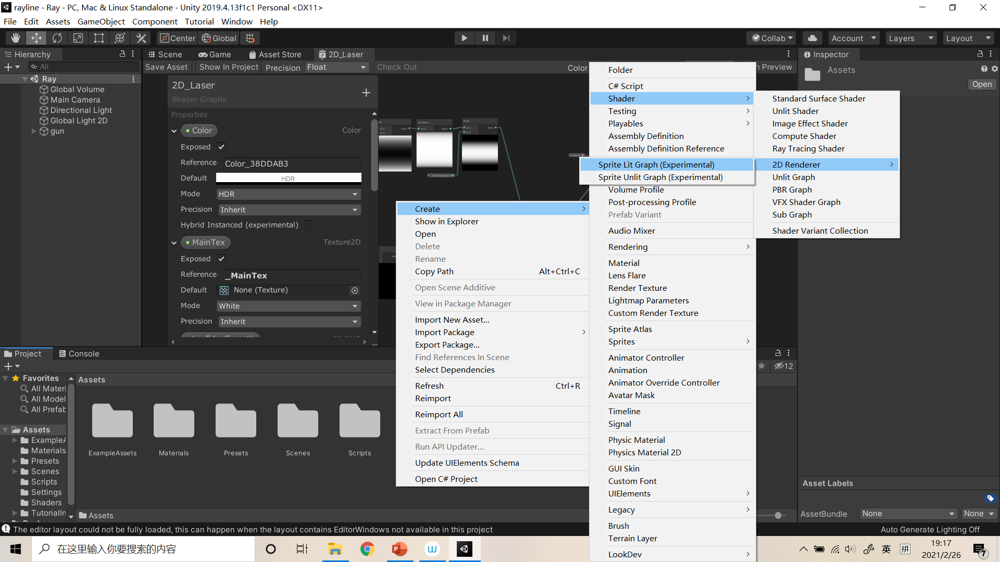 rayline - Ray - PC, Mac & Linux Standalone - Unity 2019.4.13f1c1 Personal <DX11>
File Edit Assets GameObject Component Tutorial Window Help
Center Global Collab Account Layers Layout
Hierarchy
All
Ray
Global Volume
Main Camera
Directional Light
Global Light 2D
gun
Scene Game Asset Store 2D_Laser
Save Asset Show In Project Precision Float Check Out Color Preview
2D_Laser
Shader Graphs
Properties
Color Color
Exposed
Reference Color_38DDAB3
Default HDR
Mode HDR
Precision Inherit
Hybrid Instanced (experimental)
MainTex Texture2D
Exposed
Reference _MainTex
Default None (Texture)
Mode White
Precision Inherit
Create
Show in Explorer
Open
Delete
Rename
Copy Path Alt+Ctrl+C
Open Scene Additive
View in Package Manager
Import New Asset...
Import Package
Export Package...
Find References In Scene
Select Dependencies
Refresh Ctrl+R
Reimport
Reimport All
Extract From Prefab
Run API Updater...
Update UIElements Schema
Open C# Project
Folder
C# Script
Shader
Testing
Playables
Assembly Definition
Assembly Definition Reference
Sprite Lit Graph (Experimental)
Sprite Unlit Graph (Experimental)
Volume Profile
Post-processing Profile
Prefab Variant
Audio Mixer
Rendering
Material
Lens Flare
Render Texture
Lightmap Parameters
Custom Render Texture
Sprite Atlas
Sprites
Animator Controller
Animation
Animator Override Controller
Avatar Mask
Timeline
Signal
Physic Material
Physics Material 2D
GUI Skin
Custom Font
UIElements
Legacy
Brush
Terrain Layer
LookDev
Standard Surface Shader
Unlit Shader
Image Effect Shader
Compute Shader
Ray Tracing Shader
2D Renderer
Unlit Graph
PBR Graph
VFX Shader Graph
Sub Graph
Shader Variant Collection
Inspector
Assets
Open
Asset Labels
AssetBundle None None
Project Console
12
Favorites
All Materi
All Model
All Prefab
Assets
ExampleA
Materials
Presets
Scenes
Scripts
Settings
Shaders
TutorialIn
Assets
ExampleAssets Materials Presets Scenes Scripts
Assets
The editor layout could not be fully loaded, this can happen when the layout contains EditorWindows not available in this project
Auto Generate Lighting Off
在这里输入你要搜索的内容
英 拼
19:17
2021/2/26
7